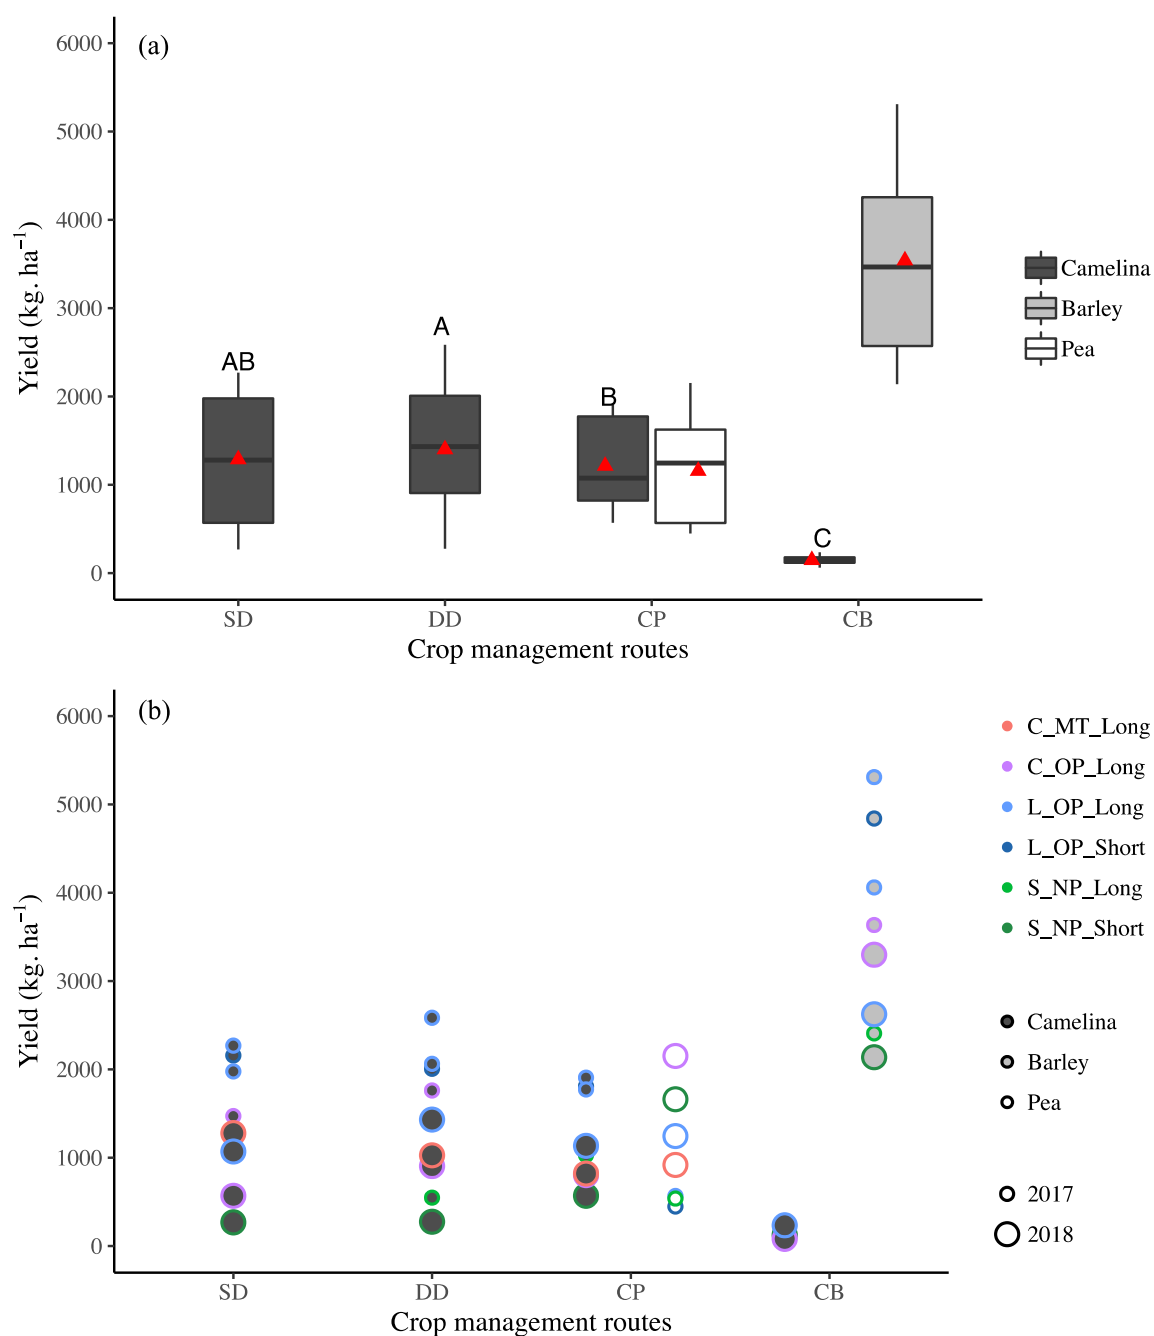 (a)
6000
5000
4000
3000
2000
1000
0
Yield (kg. ha⁻¹)
AB
A
B
C
SD DD CP CB
Crop management routes
Camelina
Barley
Pea
(b)
6000
5000
4000
3000
2000
1000
0
Yield (kg. ha⁻¹)
SD DD CP CB
Crop management routes
C_MT_Long
C_OP_Long
L_OP_Long
L_OP_Short
S_NP_Long
S_NP_Short
Camelina
Barley
Pea
2017
2018